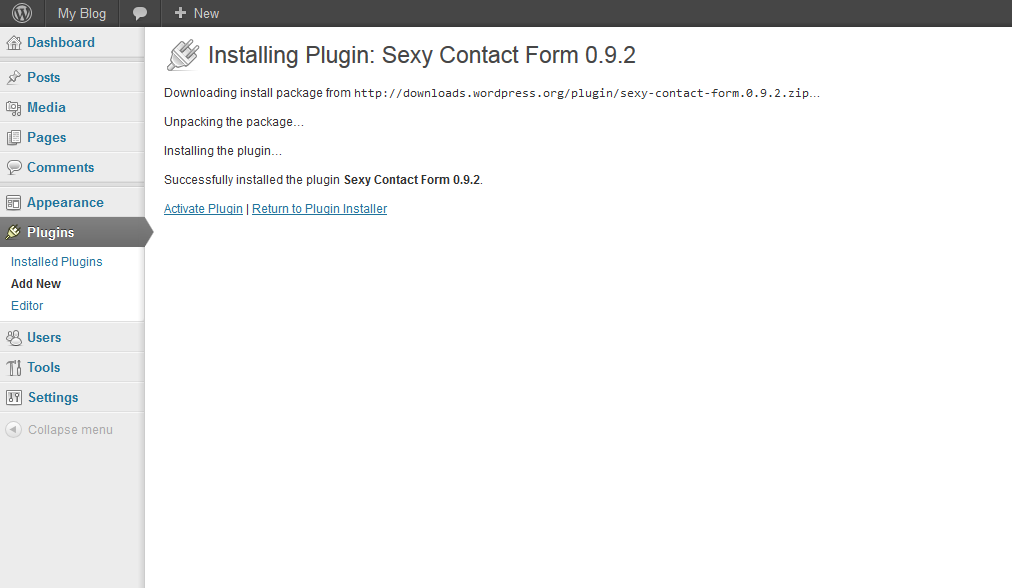 My Blog
New
Dashboard
Posts
Media
Pages
Comments
Appearance
Plugins
Installed Plugins
Add New
Editor
Users
Tools
Settings
Collapse menu
Installing Plugin: Sexy Contact Form 0.9.2
Downloading install package from http://downloads.wordpress.org/plugin/sexy-contact-form.0.9.2.zip…
Unpacking the package…
Installing the plugin…
Successfully installed the plugin Sexy Contact Form 0.9.2.
Activate Plugin | Return to Plugin Installer